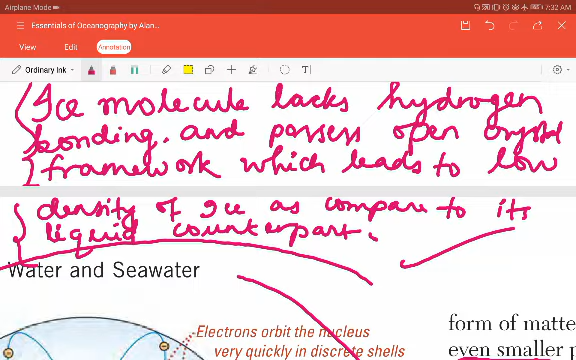 Airplane Mode
7:32 AM
Essentials of Oceanography by Alan...
View
Edit
Annotation
Ordinary Ink
Ice molecule lacks hydrogen
bonding. and possess open crystal
framework which leads to low
density of Ice as compare to its
liquid counterpart.
Water and Seawater
Electrons orbit the nucleus
very quickly in discrete shells
form of matte
even smaller p